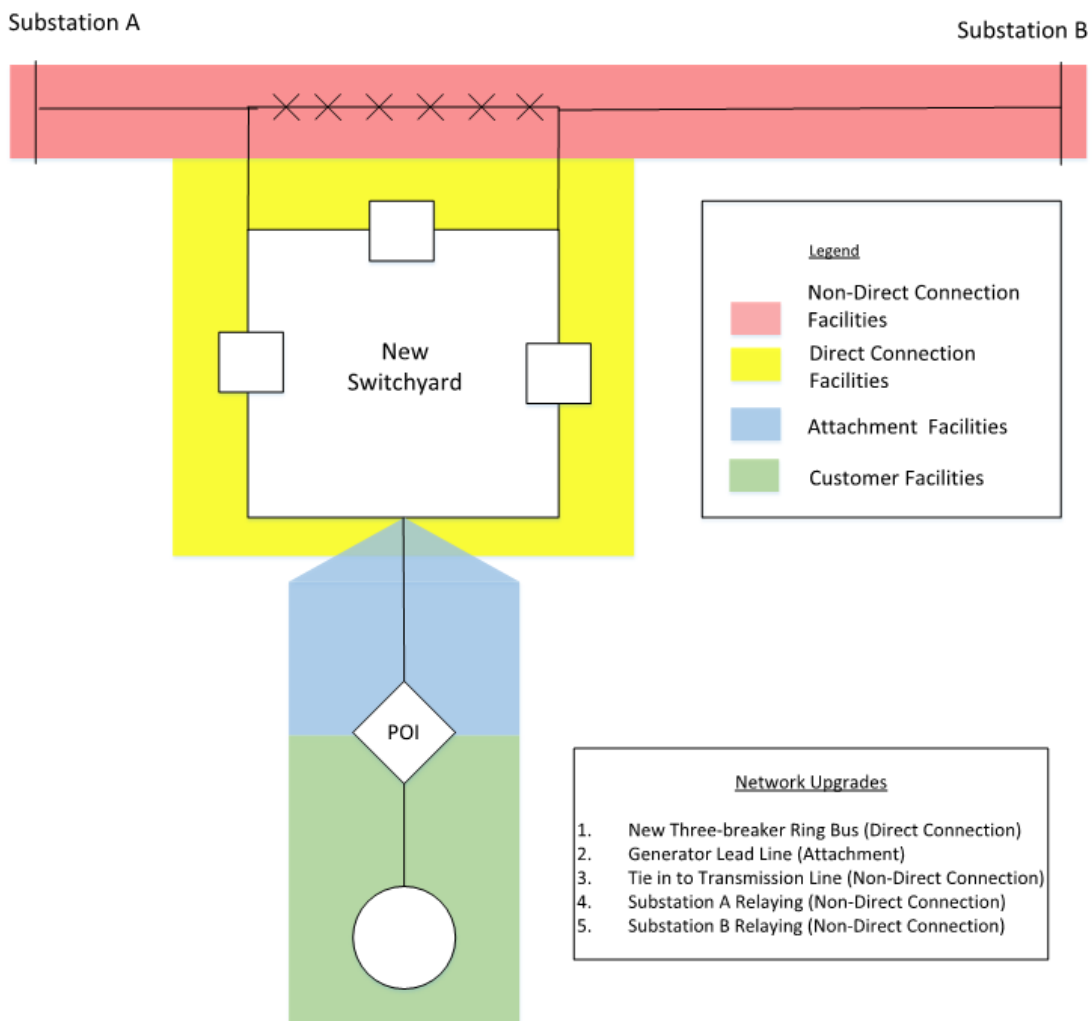 Substation A
Substation B
New
Switchyard
Legend
Non-Direct Connection
Facilities
Direct Connection
Facilities
Attachment Facilities
Customer Facilities
POI
Network Upgrades
1. New Three-breaker Ring Bus (Direct Connection)
2. Generator Lead Line (Attachment)
3. Tie in to Transmission Line (Non-Direct Connection)
4. Substation A Relaying (Non-Direct Connection)
5. Substation B Relaying (Non-Direct Connection)